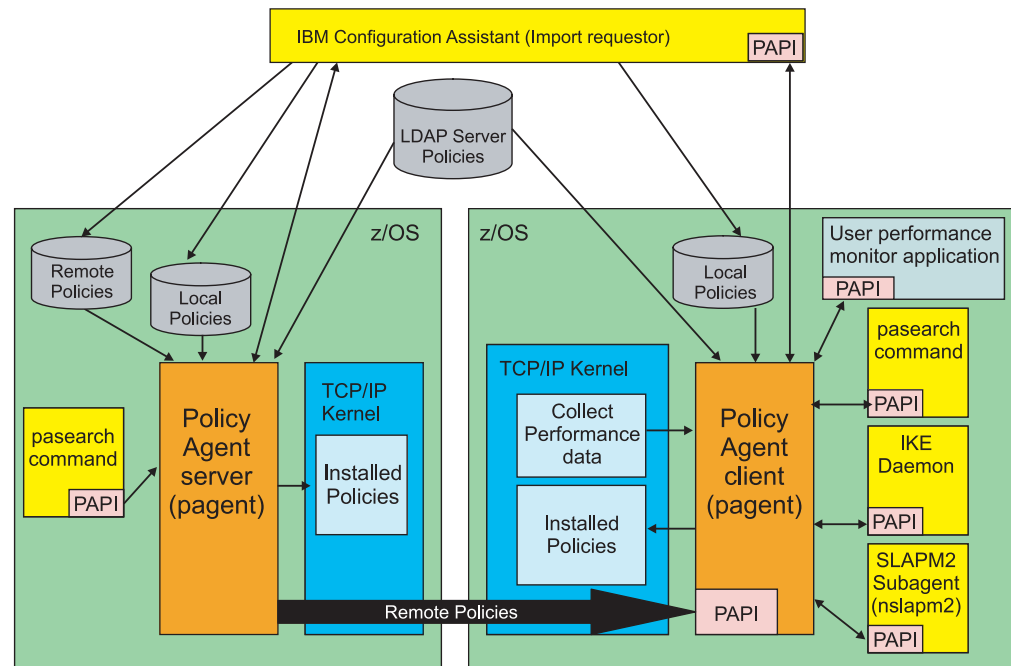 IBM Configuration Assistant (Import requestor)
PAPI
LDAP Server
Policies
z/OS
Remote
Policies
Local
Policies
pasearch
command
PAPI
Policy
Agent
server
(pagent)
TCP/IP
Kernel
Installed
Policies
Remote Policies
z/OS
Local
Policies
User performance
monitor application
PAPI
TCP/IP Kernel
Collect
Performance
data
Installed
Policies
Policy
Agent
client
(pagent)
PAPI
pasearch
command
PAPI
IKE
Daemon
PAPI
SLAPM2
Subagent
(nslapm2)
PAPI